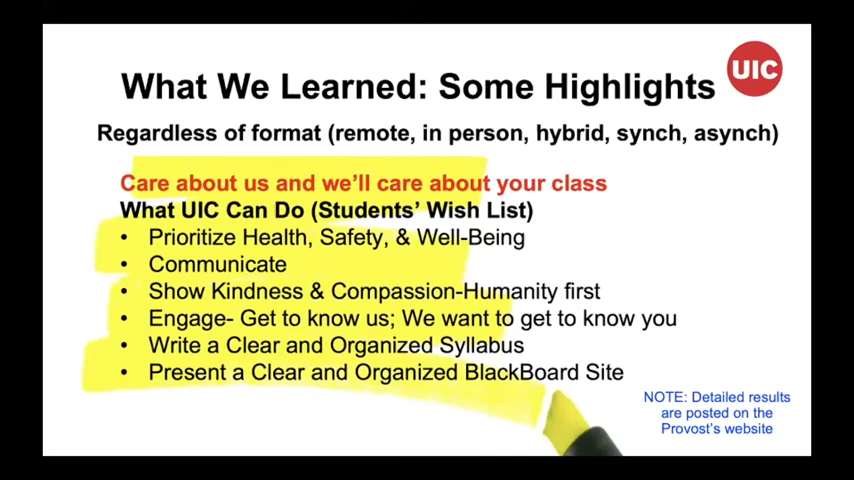 UIC
What We Learned: Some Highlights
Regardless of format (remote, in person, hybrid, synch, asynch)
Care about us and we'll care about your class
What UIC Can Do (Students' Wish List)
• Prioritize Health, Safety, & Well-Being
• Communicate
• Show Kindness & Compassion-Humanity first
• Engage- Get to know us; We want to get to know you
• Write a Clear and Organized Syllabus
• Present a Clear and Organized BlackBoard Site
NOTE: Detailed results
are posted on the
Provost's website